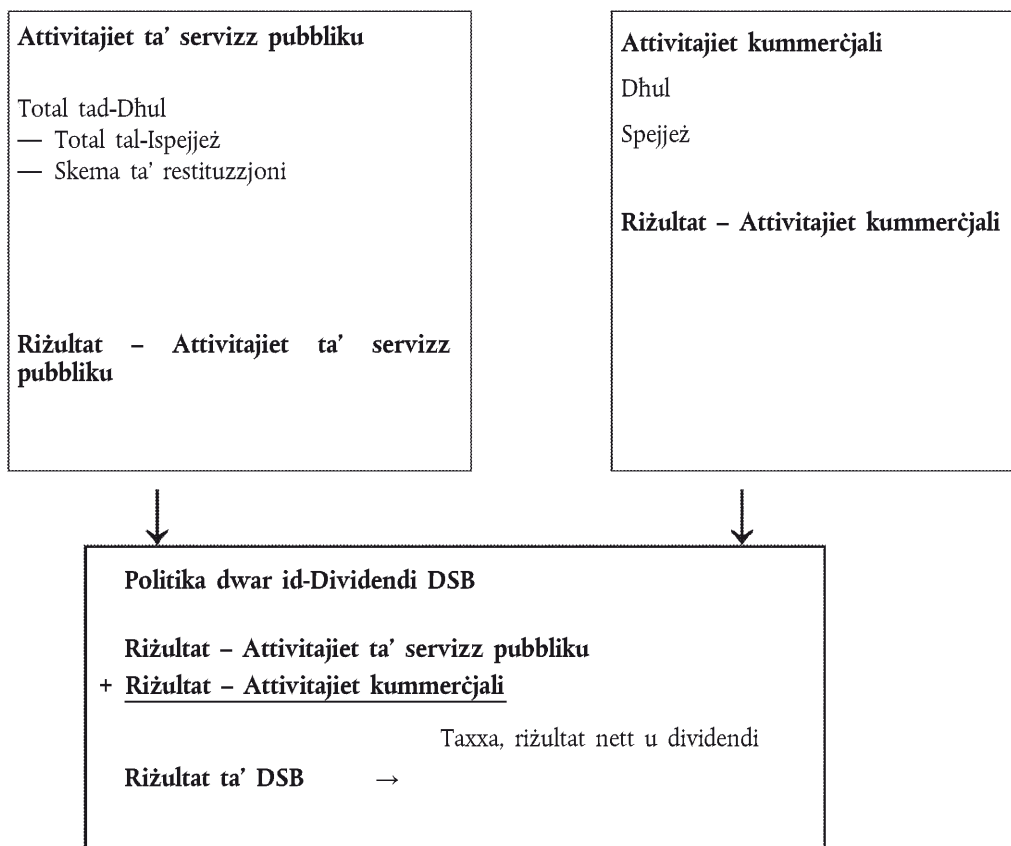 Attivitajiet ta’ servizz pubbliku
Total tad-Dħul
— Total tal-Ispejjeż
— Skema ta’ restituzzjoni
Riżultat – Attivitajiet ta’ servizz
pubbliku
Attivitajiet kummerċjali
Dħul
Spejjeż
Riżultat – Attivitajiet kummerċjali
Politika dwar id-Dividendi DSB
Riżultat – Attivitajiet ta’ servizz pubbliku
+ Riżultat – Attivitajiet kummerċjali
Taxxa, riżultat nett u dividendi
Riżultat ta’ DSB →